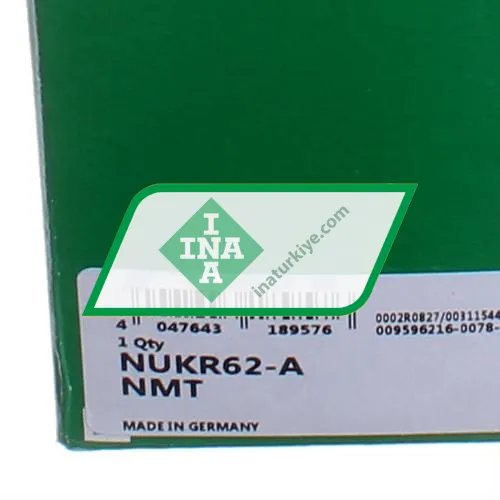 I
INA
A
inaturkiye.com
4 047643 189576
0002R0827/00311544
009596216-0078-
1 Qty
NUKR62-A
NMT
MADE IN GERMANY